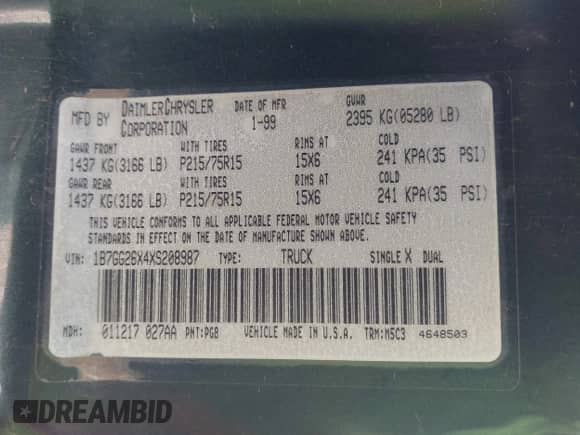 MFD BY DAIMLERCHRYSLER CORPORATION DATE OF MFR 1-99 GVWR 2395 KG(05280 LB)
GAWR FRONT WITH TIRES RIMS AT COLD
1437 KG(3166 LB) P215/75R15 15X6 241 KPA(35 PSI)
GAWR REAR WITH TIRES RIMS AT COLD
1437 KG(3166 LB) P215/75R15 15X6 241 KPA(35 PSI)
THIS VEHICLE CONFORMS TO ALL APPLICABLE FEDERAL MOTOR VEHICLE SAFETY
STANDARDS IN EFFECT ON THE DATE OF MANUFACTURE SHOWN ABOVE.
VIN: 1B7GG26X4XS208987 TYPE: TRUCK SINGLE X DUAL
MDH: 011217 027AA PNT:PGB VEHICLE MADE IN U.S.A. TRM:M5C3 4648503
DREAMBID